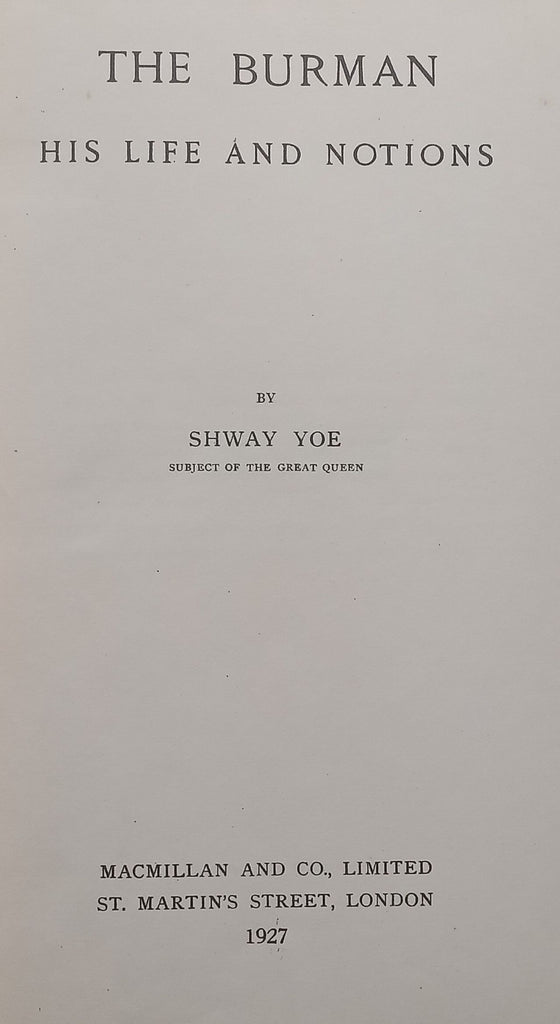 THE BURMAN
HIS LIFE AND NOTIONS
BY
SHWAY YOE
SUBJECT OF THE GREAT QUEEN
MACMILLAN AND CO., LIMITED
ST. MARTIN'S STREET, LONDON
1927